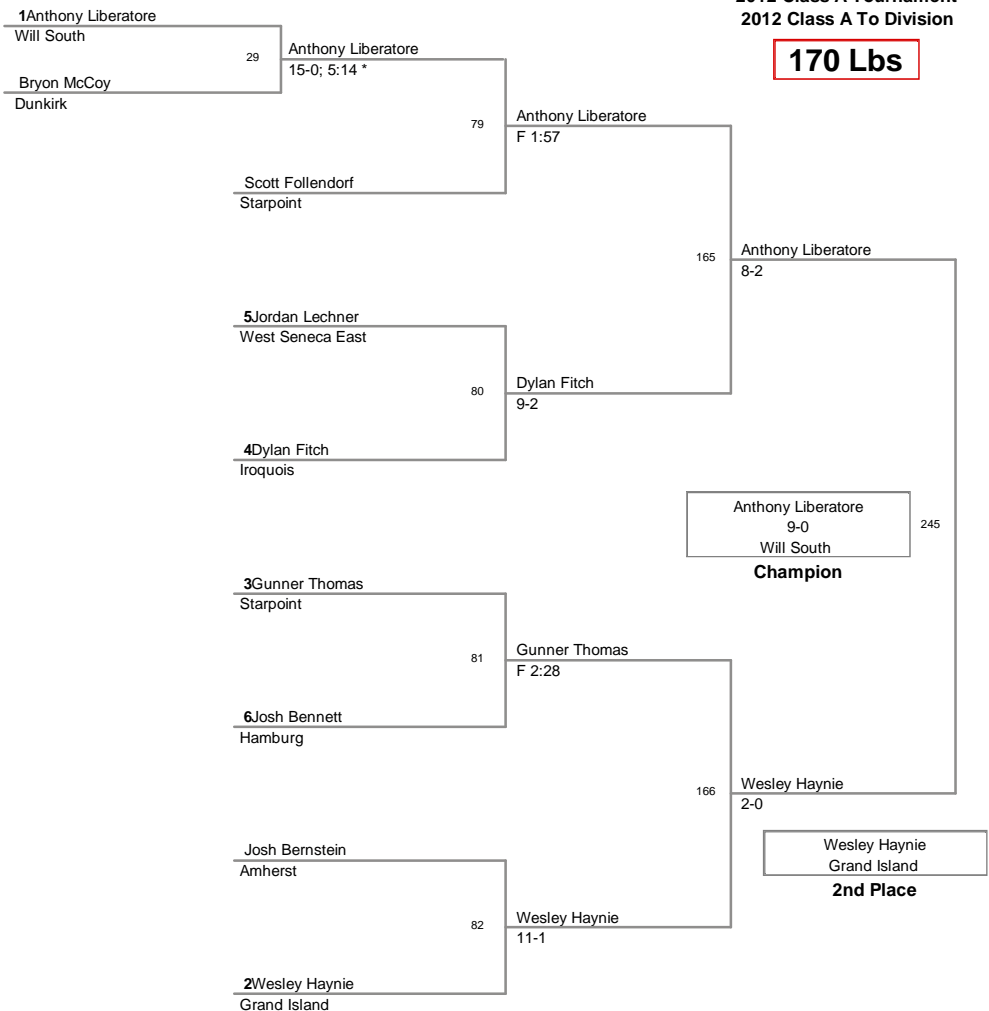 2012 Class A Tournament
2012 Class A To Division
170 Lbs
1Anthony Liberatore
Will South
29
Bryon McCoy
Dunkirk
Anthony Liberatore
15-0; 5:14 *
79
Scott Follendorf
Starpoint
Anthony Liberatore
F 1:57
165
5Jordan Lechner
West Seneca East
80
4Dylan Fitch
Iroquois
Dylan Fitch
9-2
Anthony Liberatore
8-2
Anthony Liberatore
9-0
Will South
Champion
245
3Gunner Thomas
Starpoint
81
6Josh Bennett
Hamburg
Gunner Thomas
F 2:28
166
Josh Bernstein
Amherst
82
2Wesley Haynie
Grand Island
Wesley Haynie
11-1
Wesley Haynie
2-0
Wesley Haynie
Grand Island
2nd Place